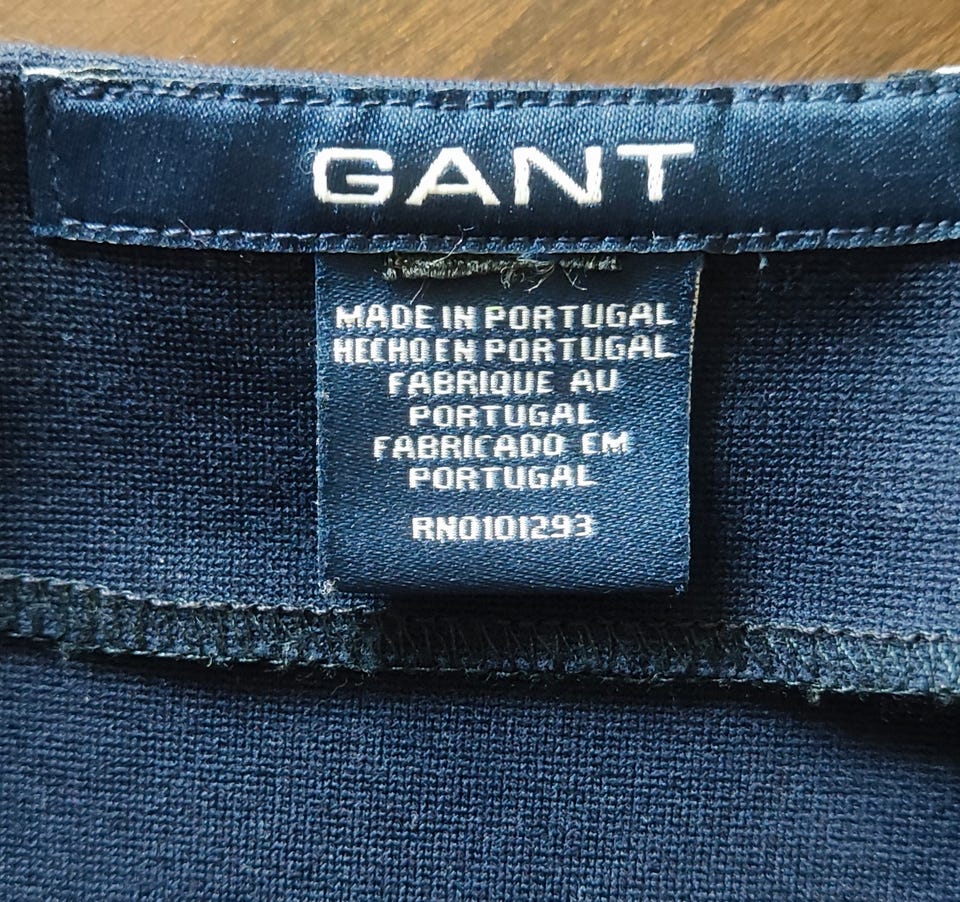 GANT
MADE IN PORTUGAL
HECHO EN PORTUGAL
FABRIQUE AU
PORTUGAL
FABRICADO EM
PORTUGAL
RN0101293